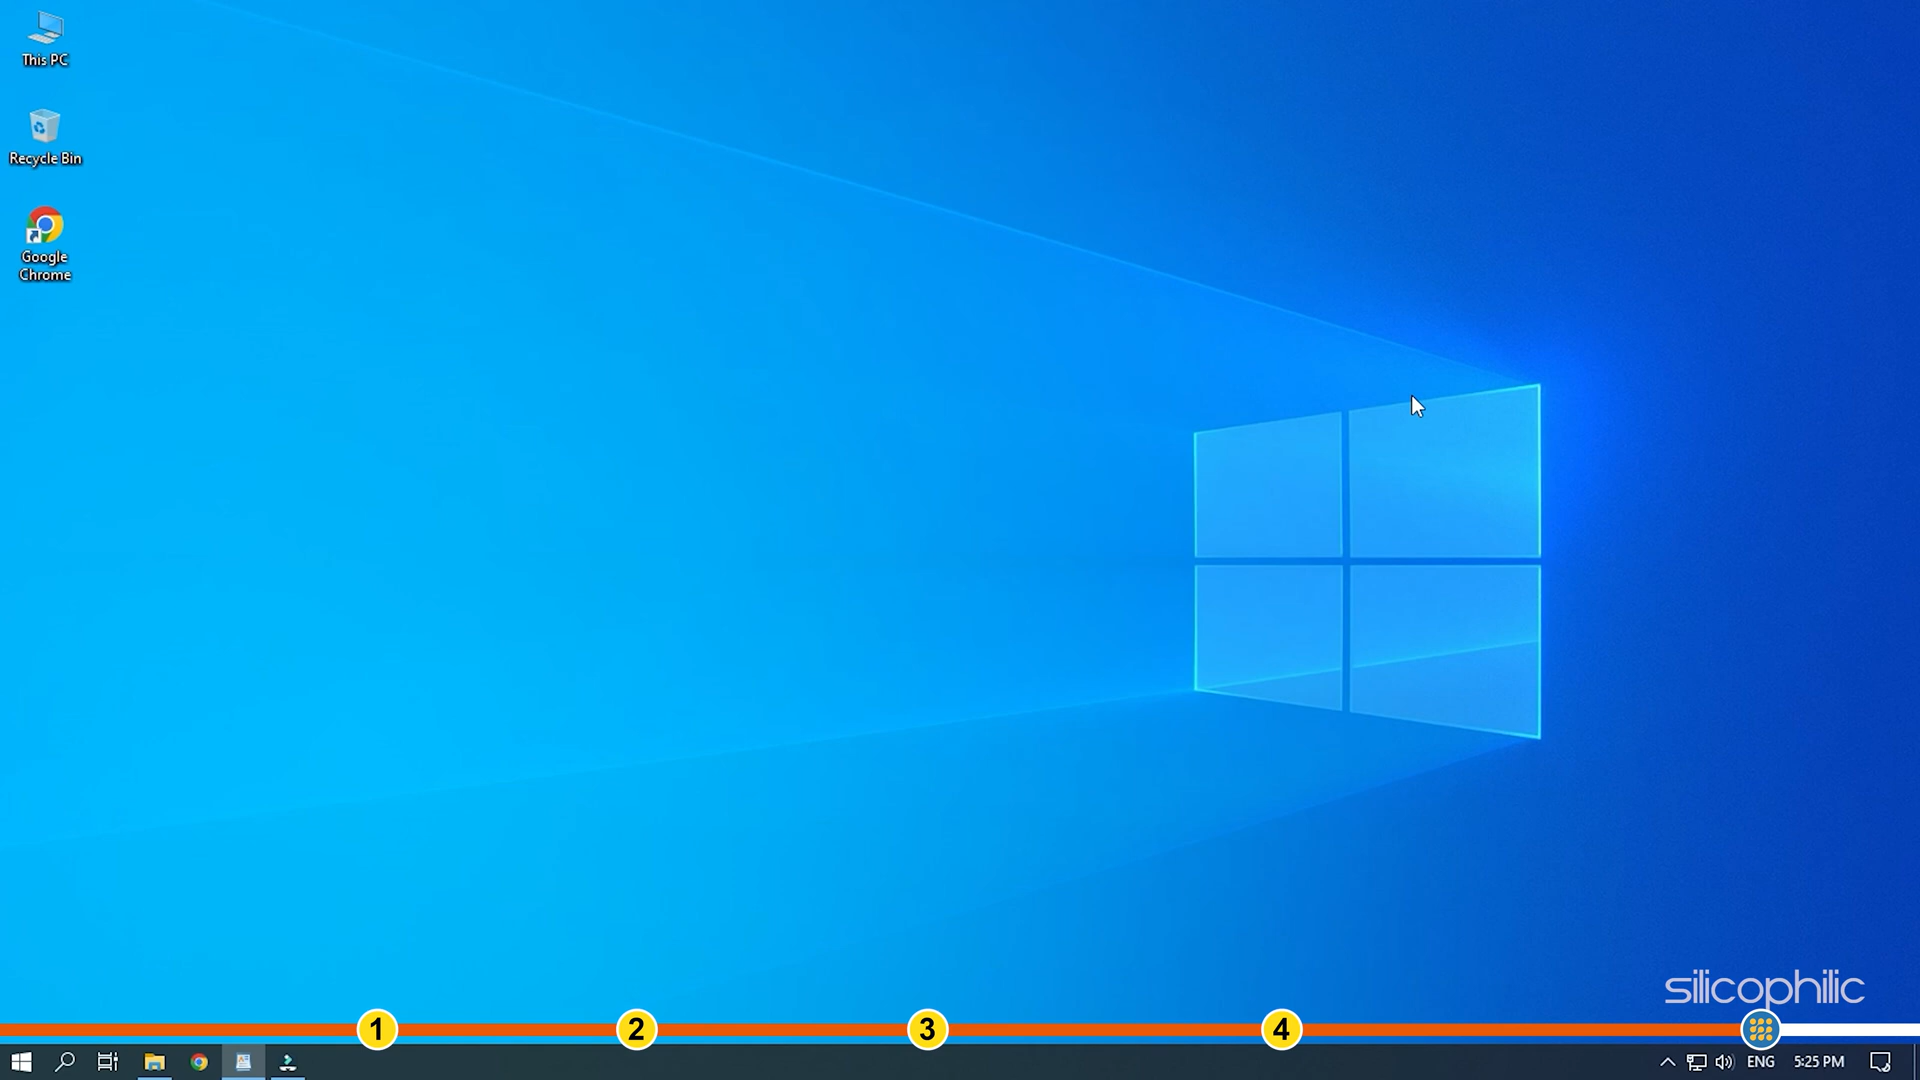 This PC
Recycle Bin
Google
Chrome
silicophilic
1
2
3
4
ENG
5:25 PM